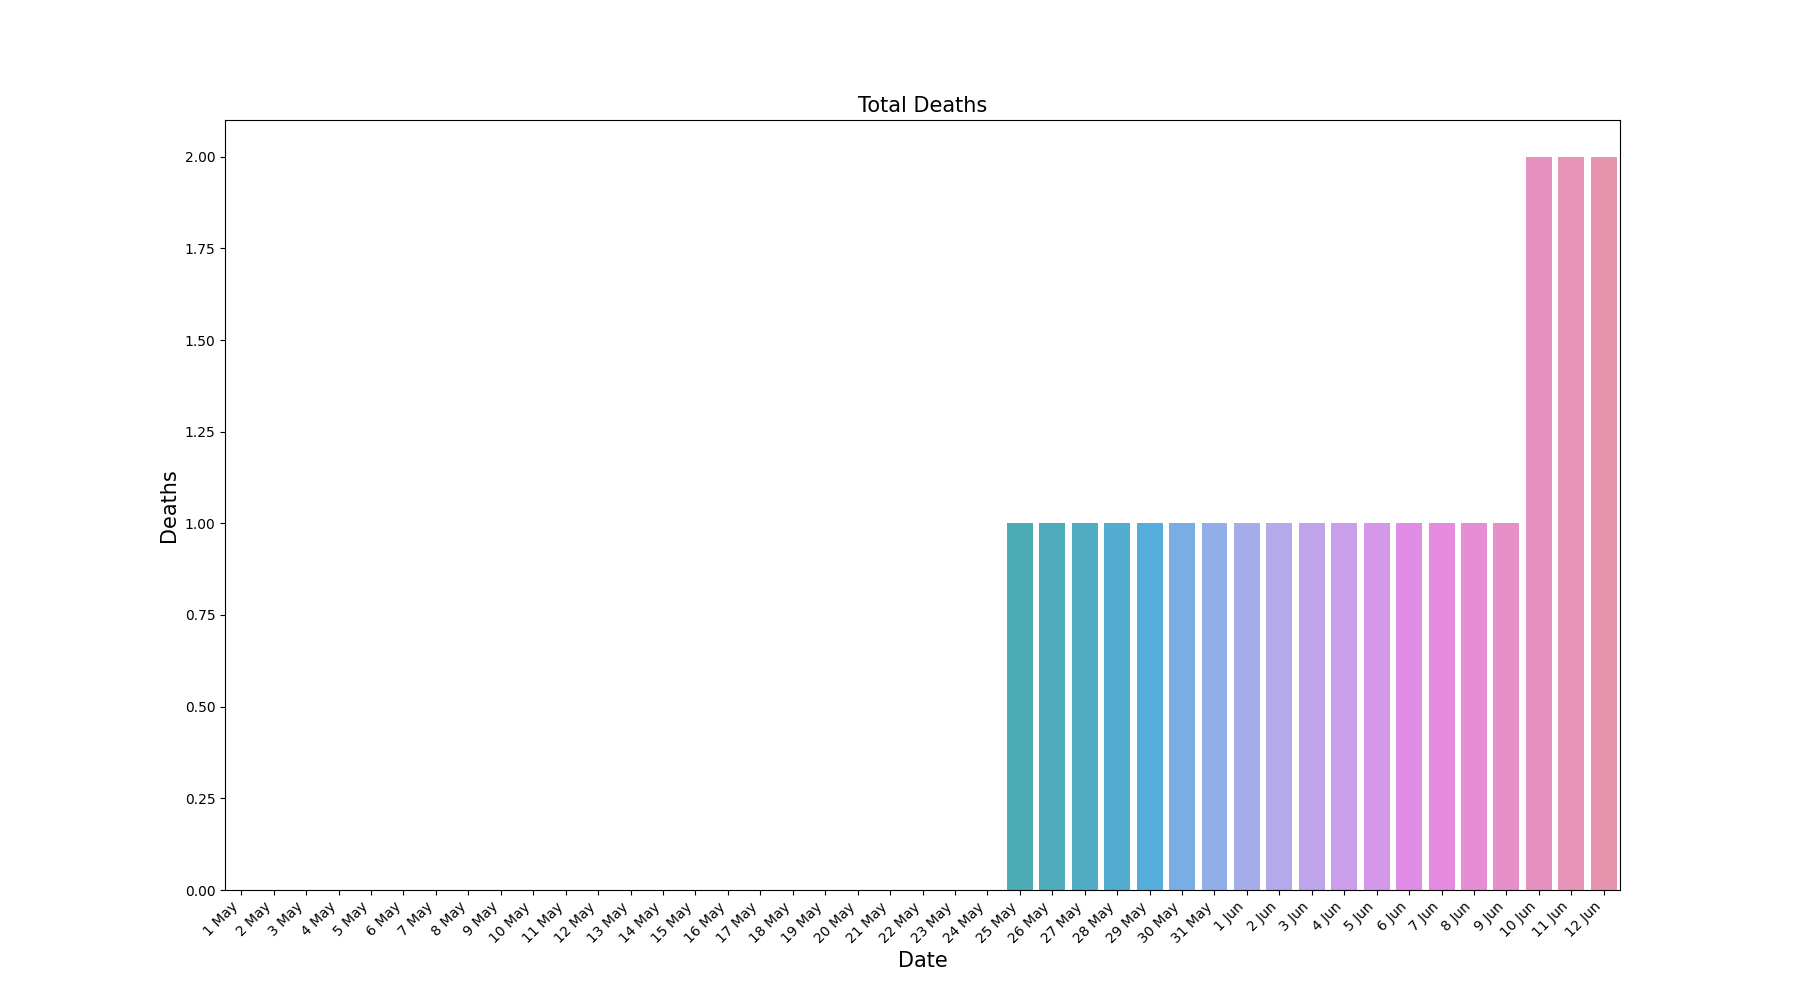 Total Deaths
Deaths
2.00
1.75
1.50
1.25
1.00
0.75
0.50
0.25
0.00
1 May
2 May
3 May
4 May
5 May
6 May
7 May
8 May
9 May
10 May
11 May
12 May
13 May
14 May
15 May
16 May
17 May
18 May
19 May
20 May
21 May
22 May
23 May
24 May
25 May
26 May
27 May
28 May
29 May
30 May
31 May
1 Jun
2 Jun
3 Jun
4 Jun
5 Jun
6 Jun
7 Jun
8 Jun
9 Jun
10 Jun
11 Jun
12 Jun
Date